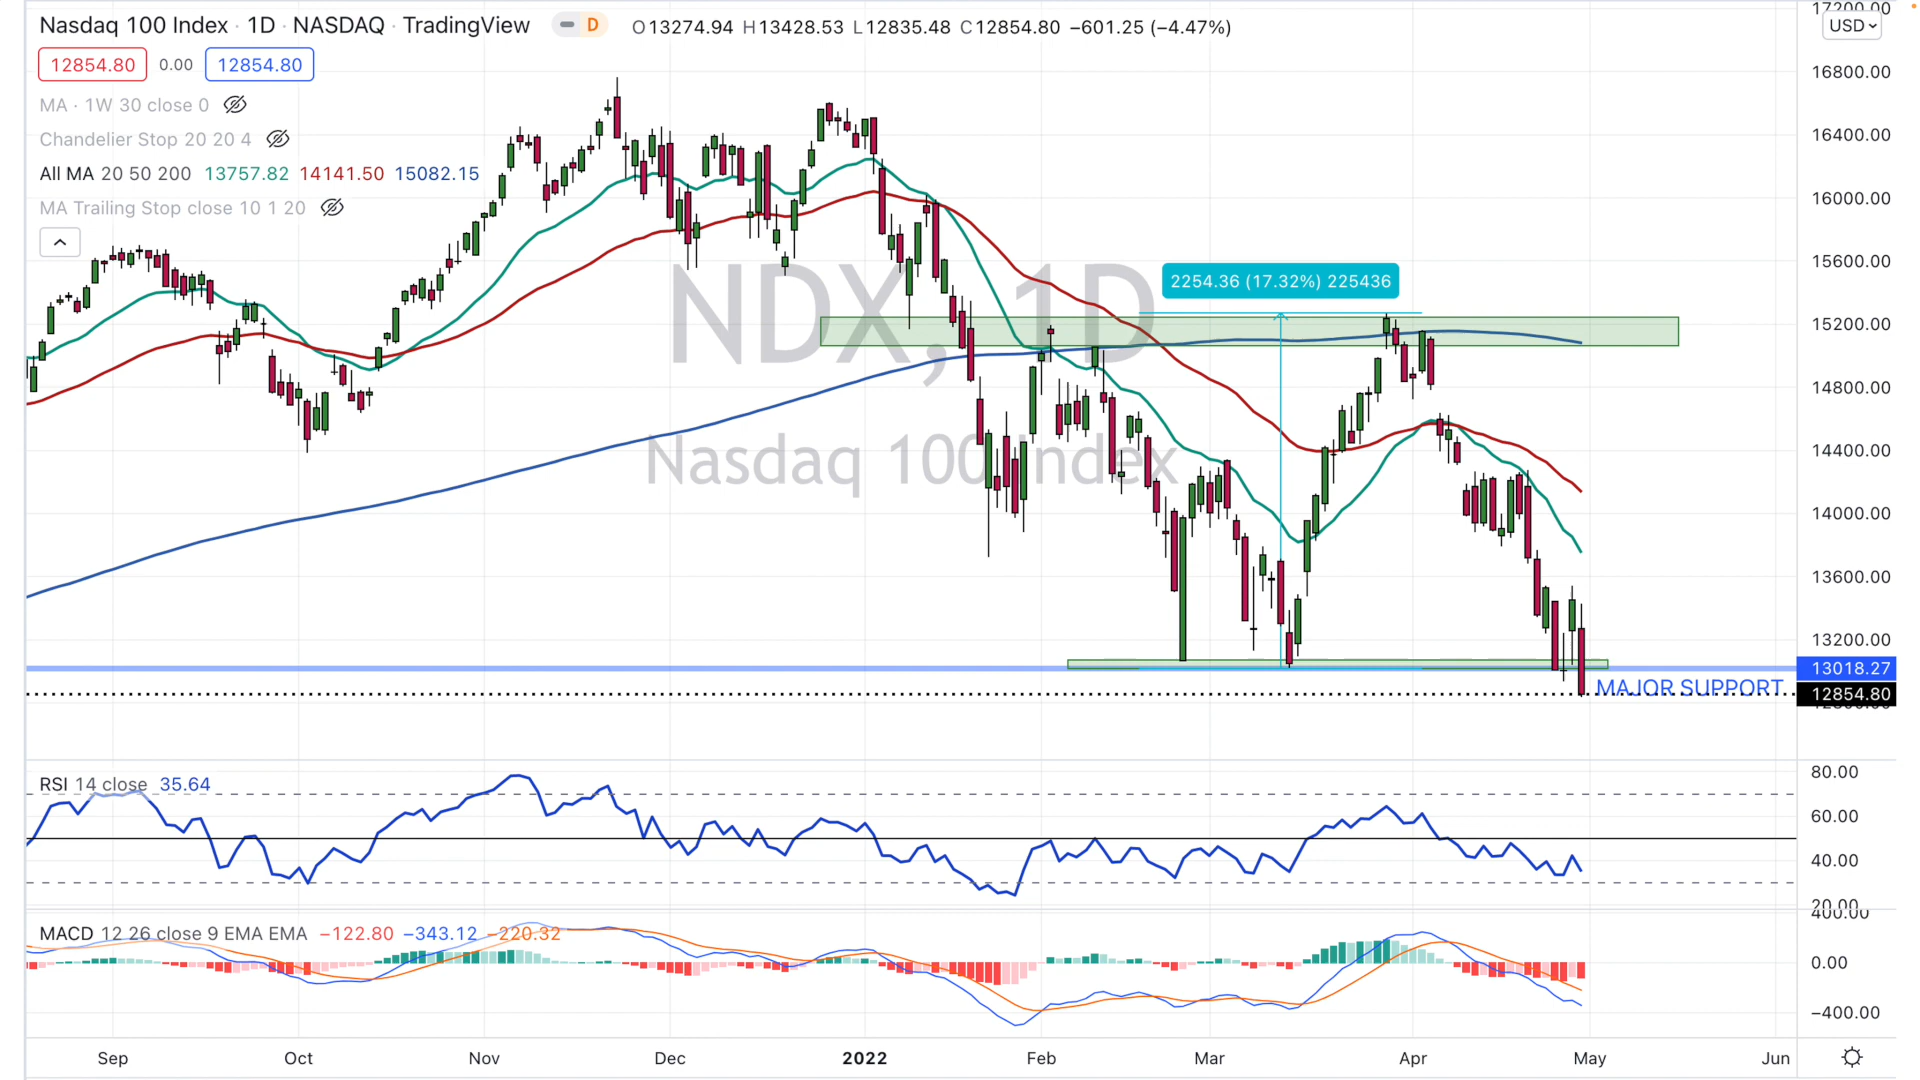 Nasdaq 100 Index · 1D · NASDAQ · TradingView D O13274.94 H13428.53 L12835.48 C12854.80 −601.25 (−4.47%)
12854.80 0.00 12854.80
MA · 1W 30 close 0
Chandelier Stop 20 20 4
All MA 20 50 200 13757.82 14141.50 15082.15
MA Trailing Stop close 10 1 20
NDX, 1D
Nasdaq 100 Index
2254.36 (17.32%) 225436
MAJOR SUPPORT
17200.00
USD
16800.00
16400.00
16000.00
15600.00
15200.00
14800.00
14400.00
14000.00
13600.00
13200.00
13018.27
12854.80
RSI 14 close 35.64
80.00
60.00
40.00
20.00
MACD 12 26 close 9 EMA EMA −122.80 −343.12 −220.32
400.00
0.00
−400.00
Sep Oct Nov Dec 2022 Feb Mar Apr May Jun